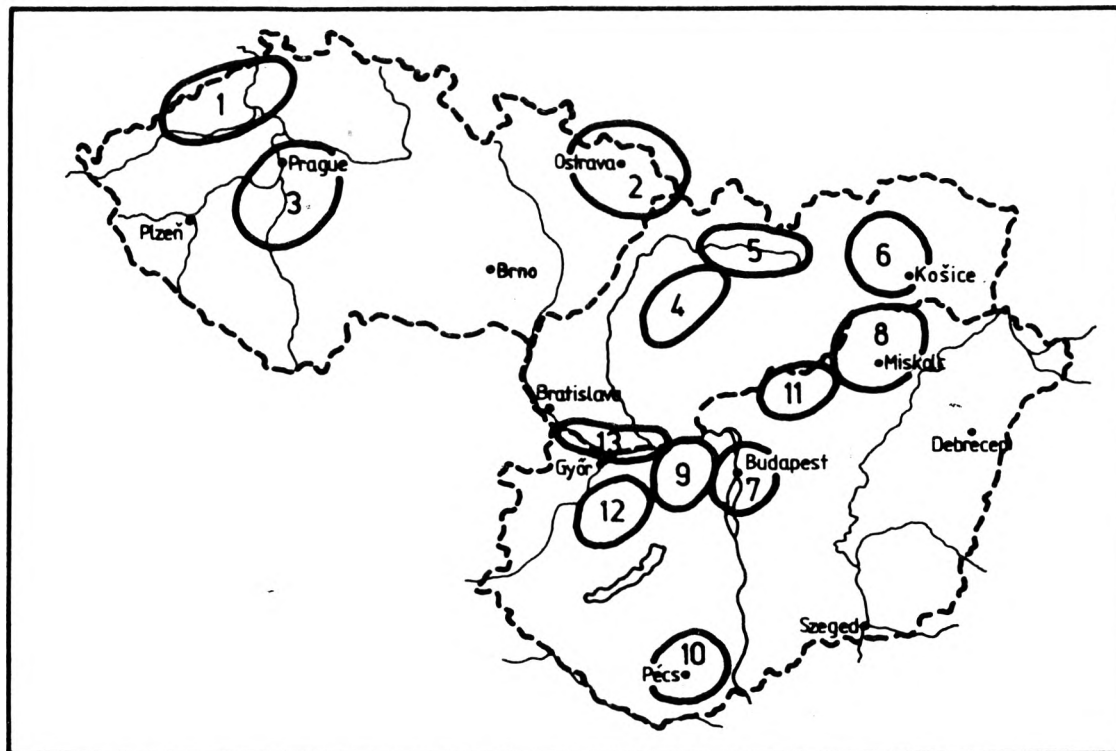 1
Prague
3
Plzeň
Brno
Ostrava
2
5
4
6
Košice
8
Miskolc
11
Bratislava
13
Győr
9
Budapest
7
12
Debrecen
Szeged
10
Pécs